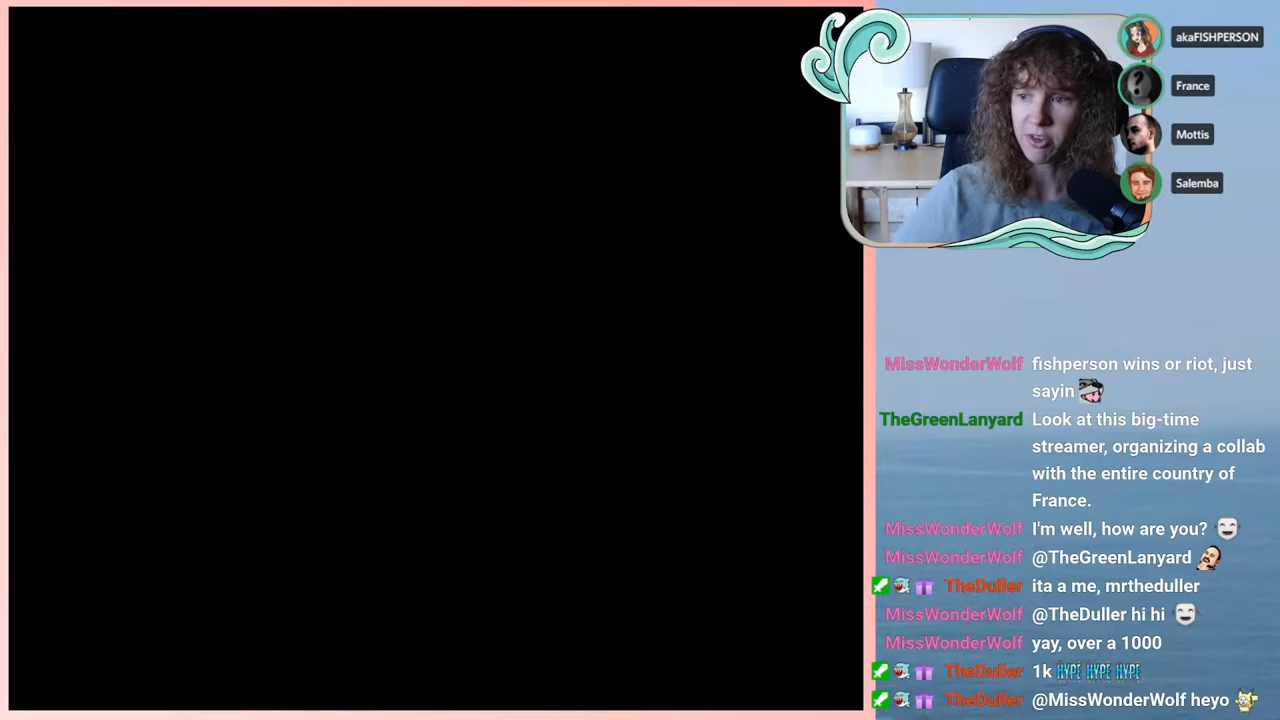 akaFISHPERSON
France
Mottis
Salemba
MissWonderWolf fishperson wins or riot, just
sayin
TheGreenLanyard Look at this big-time
streamer, organizing a collab
with the entire country of
France.
MissWonderWolf I'm well, how are you?
MissWonderWolf @TheGreenLanyard
TheDuller ita a me, mrtheduller
MissWonderWolf @TheDuller hi hi
MissWonderWolf yay, over a 1000
TheDuller 1k HYPE HYPE HYPE
TheDuller @MissWonderWolf heyo